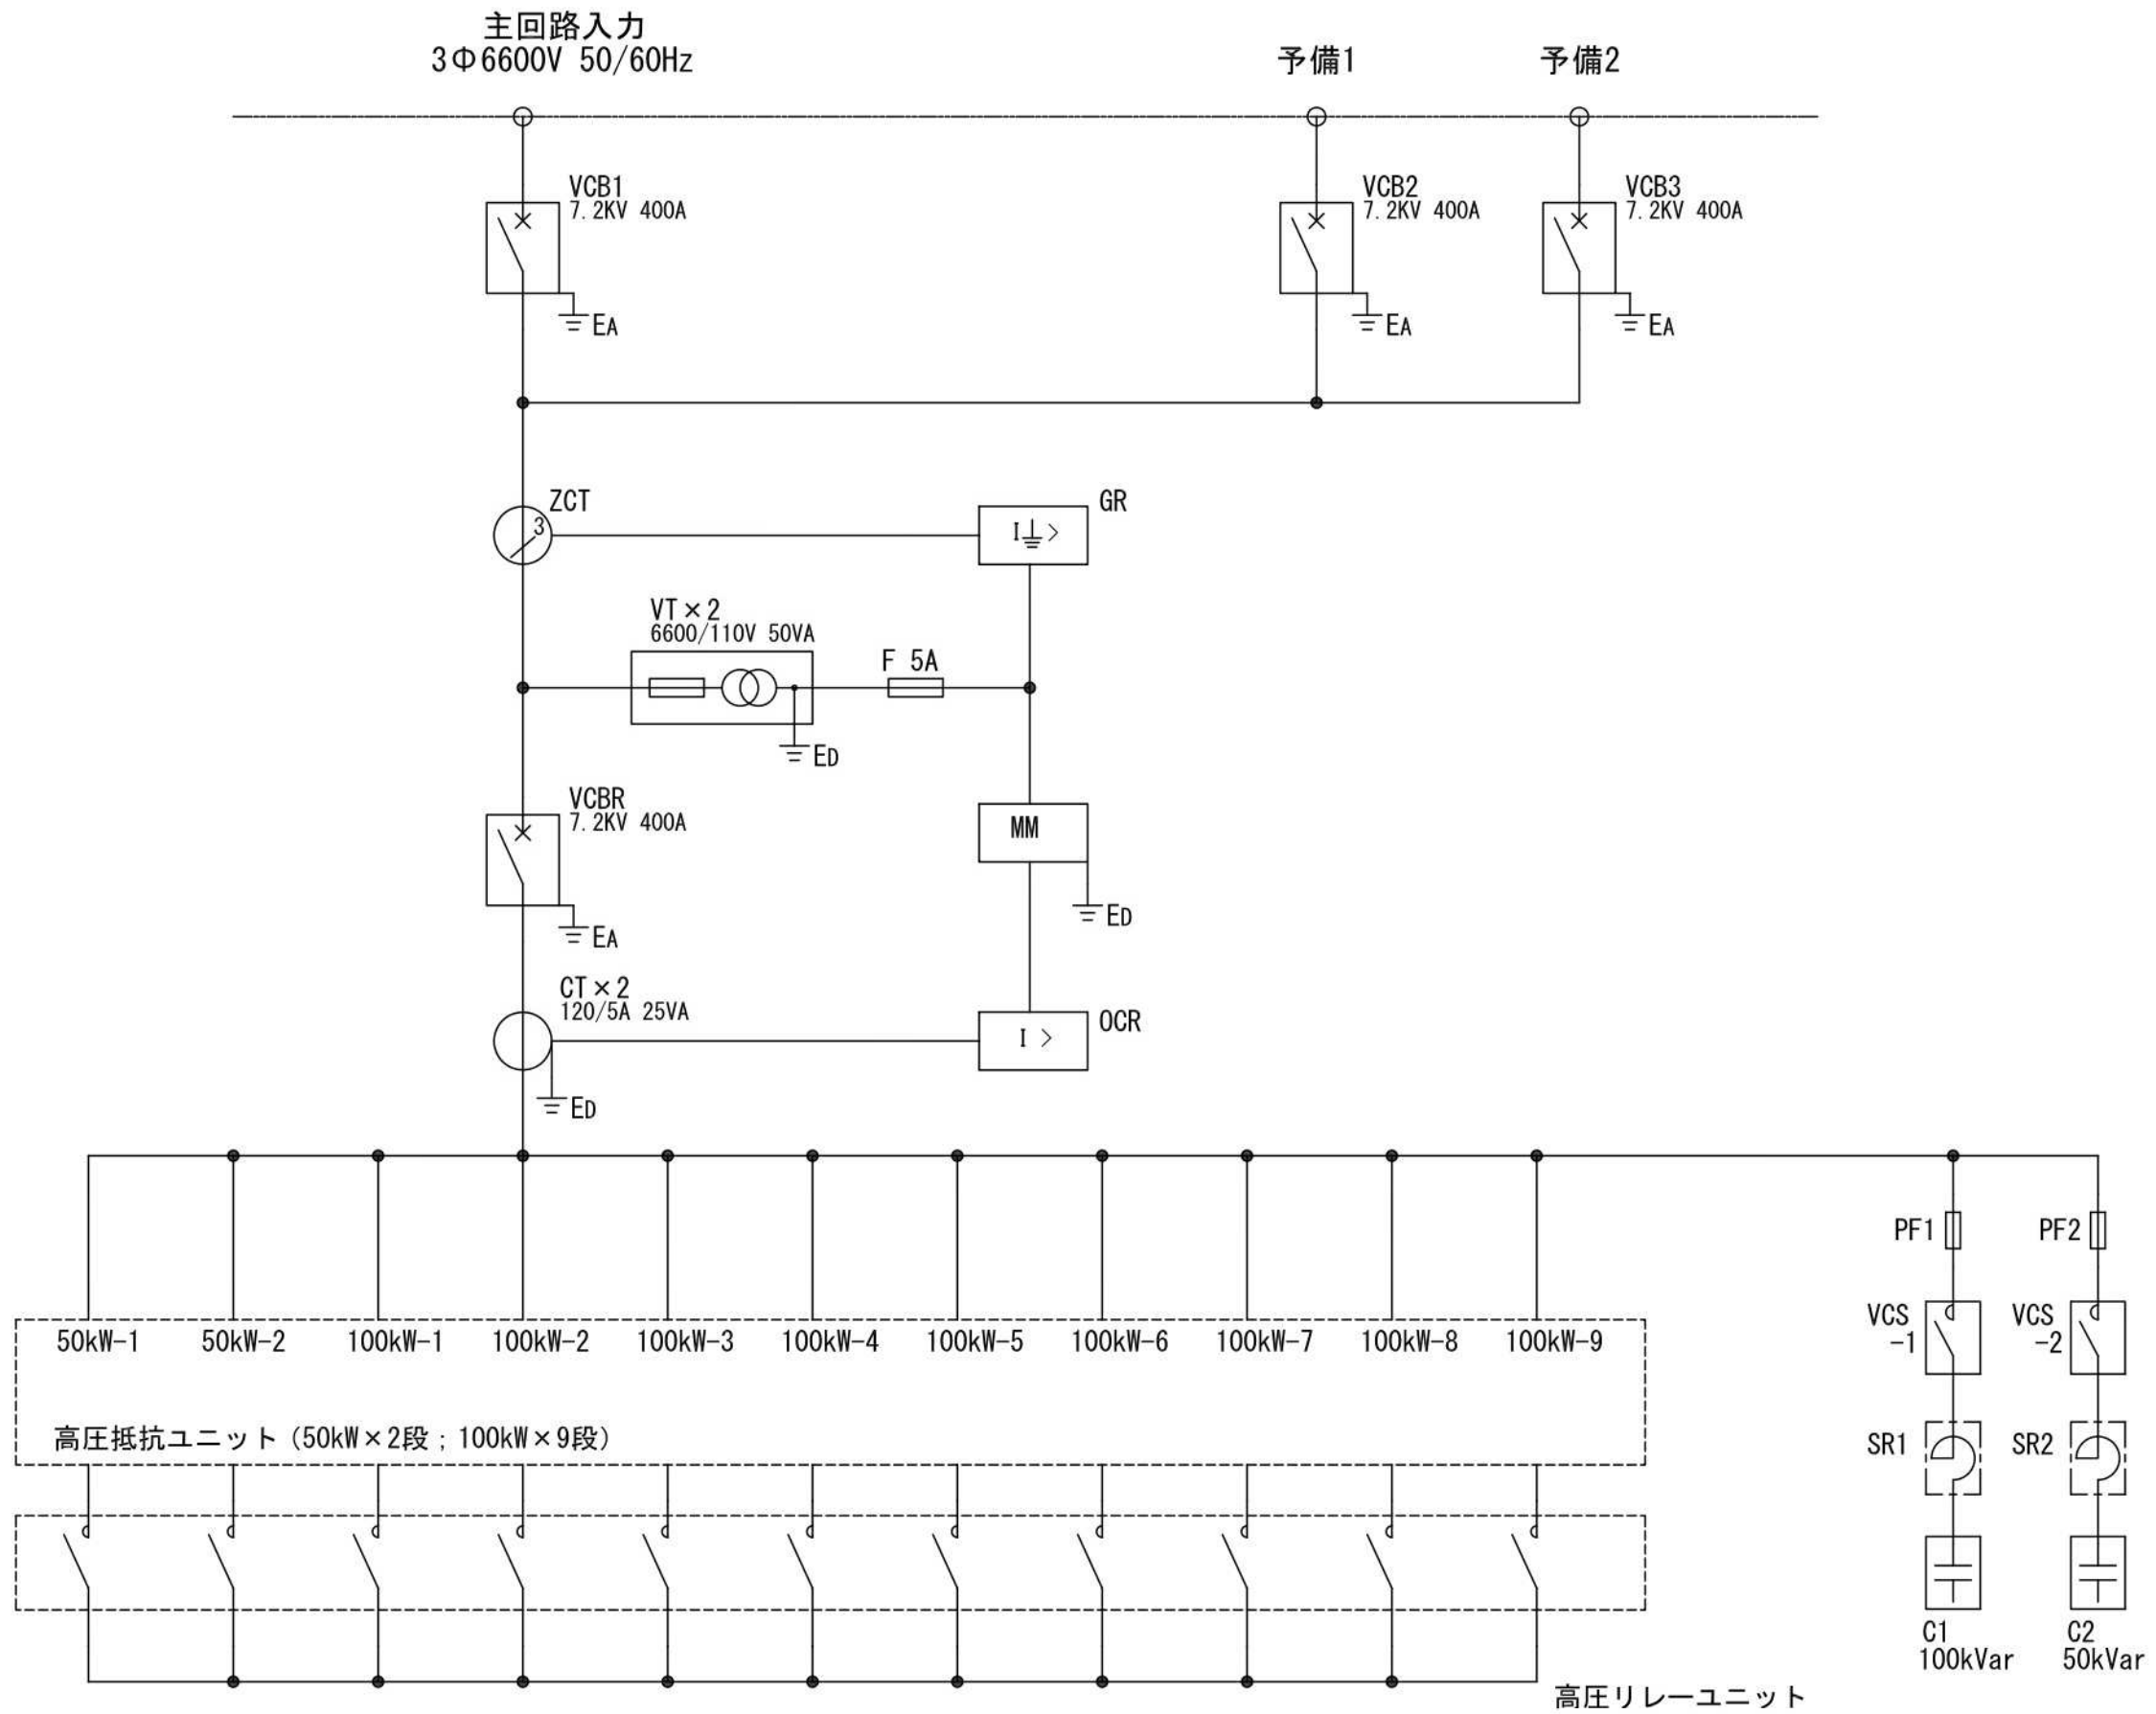 主回路入力
3Φ6600V 50/60Hz
予備1
予備2
VCB1
7.2KV 400A
VCB2
7.2KV 400A
VCB3
7.2KV 400A
EA
EA
EA
ZCT
3
GR
I >
VT×2
6600/110V 50VA
F 5A
ED
VCBR
7.2KV 400A
MM
EA
ED
CT×2
120/5A 25VA
OCR
I >
ED
PF1
PF2
VCS
-1
VCS
-2
50kW-1
50kW-2
100kW-1
100kW-2
100kW-3
100kW-4
100kW-5
100kW-6
100kW-7
100kW-8
100kW-9
高圧抵抗ユニット (50kW×2段 ; 100kW×9段)
SR1
SR2
C1
100kVar
C2
50kVar
高圧リレーユニット